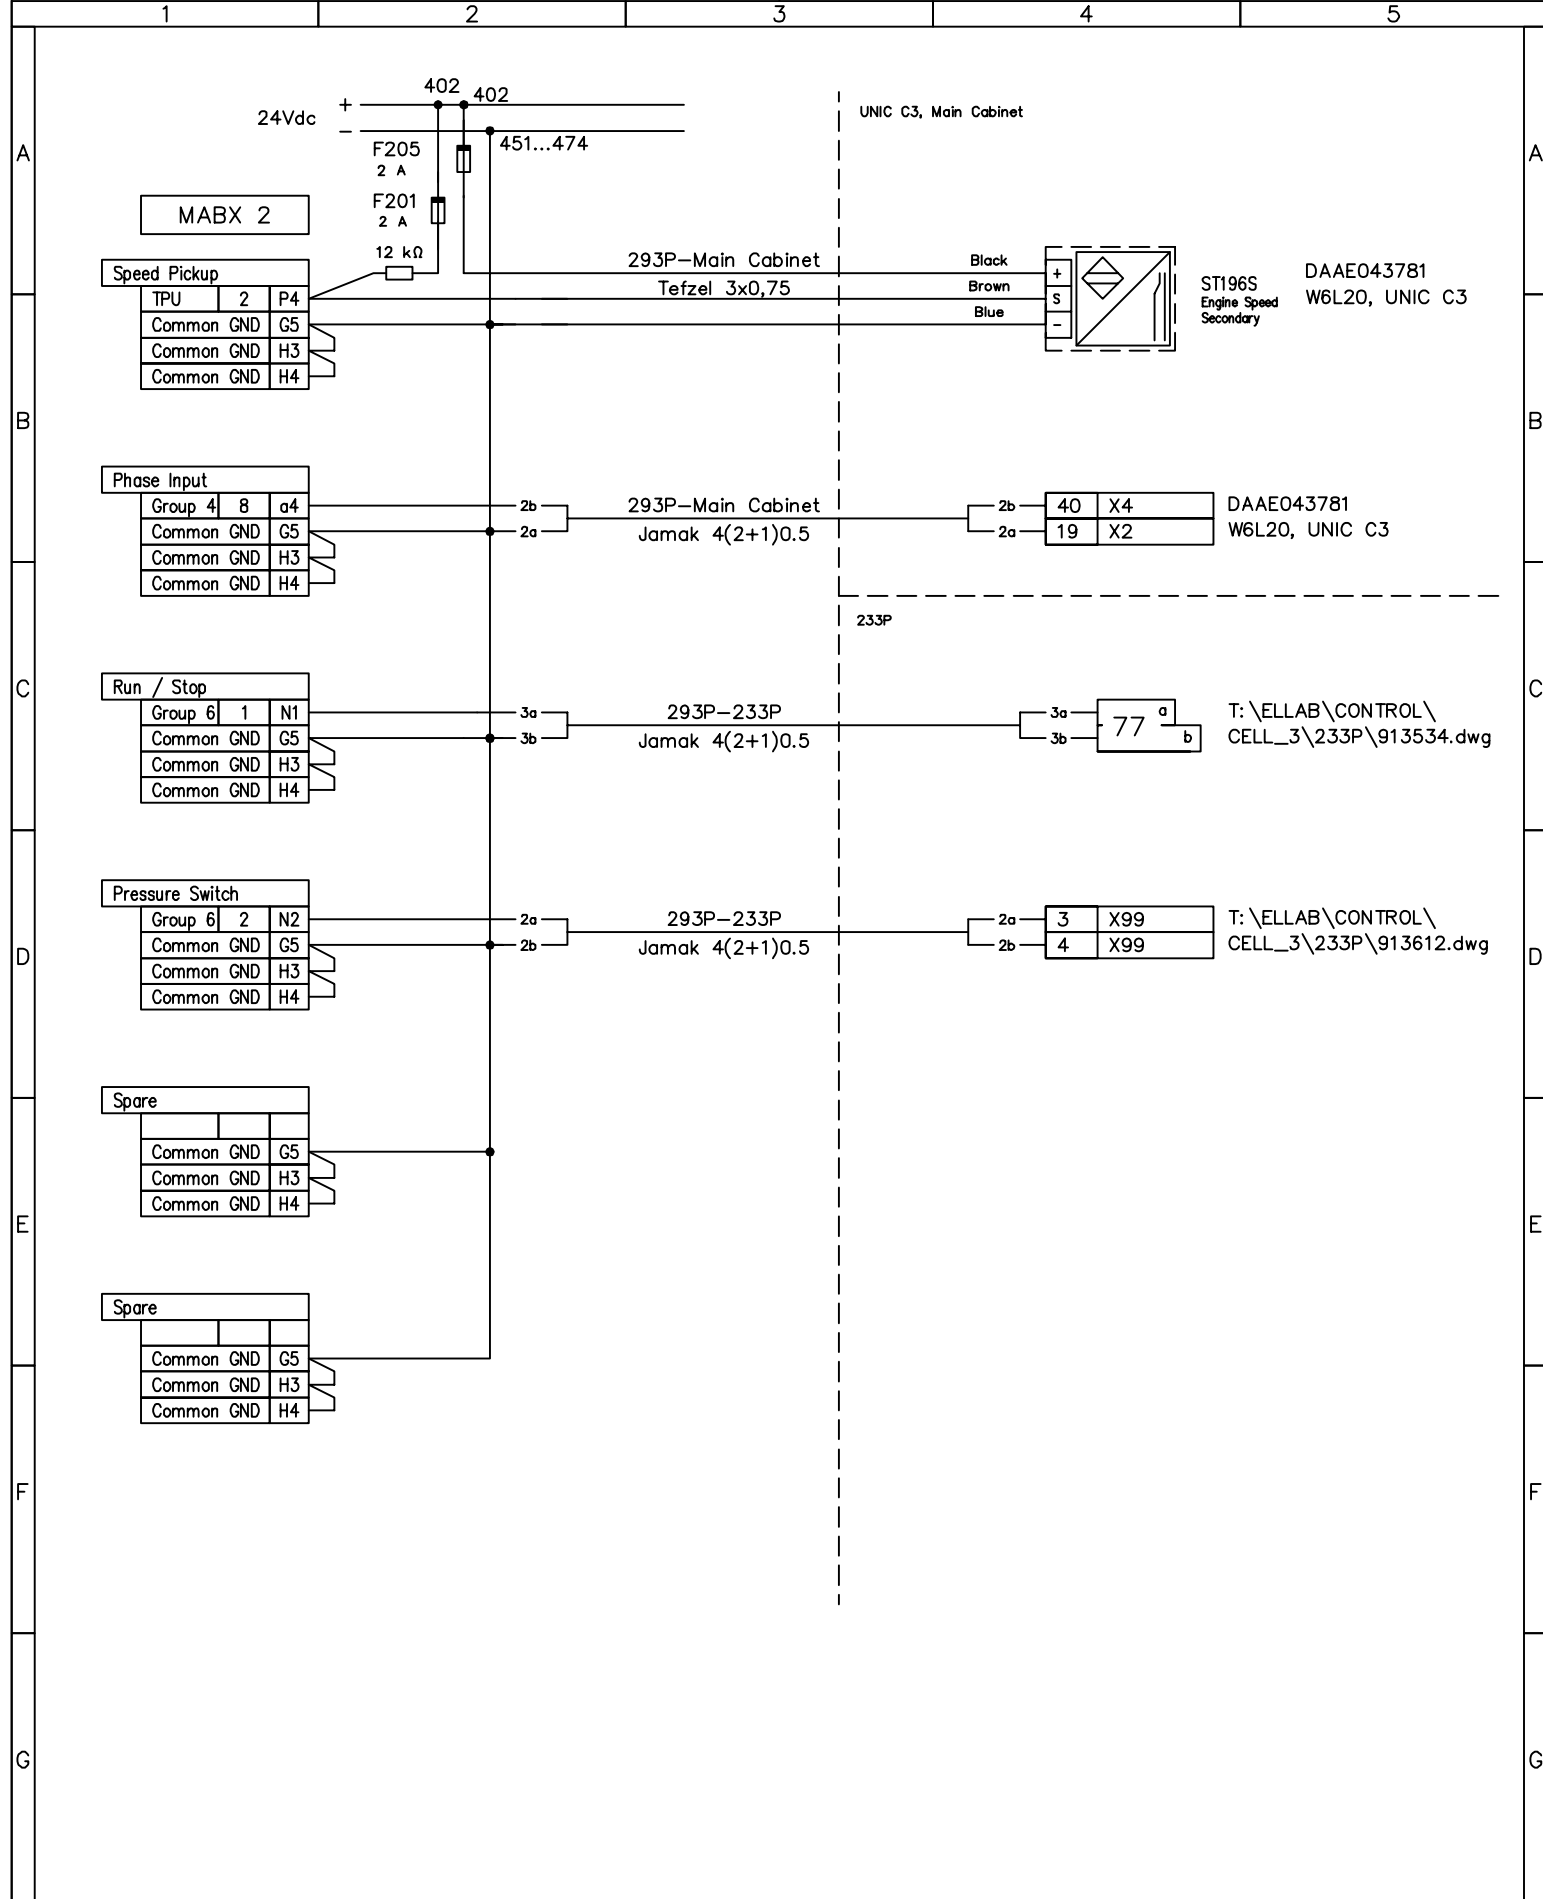 1 2 3 4 5
402
402
+
24Vdc
−
451...474
UNIC C3, Main Cabinet
A A
F205
2 A
F201
2 A
MABX 2
12 kΩ
Speed Pickup
TPU 2 P4
Common GND G5
Common GND H3
Common GND H4
293P−Main Cabinet
Tefzel 3x0,75
Black +
Brown S
Blue −
ST196S
Engine Speed
Secondary
DAAE043781
W6L20, UNIC C3
B B
Phase Input
Group 4 8 a4
Common GND G5
Common GND H3
Common GND H4
2b
2a
293P−Main Cabinet
Jamak 4(2+1)0.5
2b 40 X4
2a 19 X2
DAAE043781
W6L20, UNIC C3
233P
C C
Run / Stop
Group 6 1 N1
Common GND G5
Common GND H3
Common GND H4
3a
3b
293P−233P
Jamak 4(2+1)0.5
3a
3b
77 a
b
T:\ELLAB\CONTROL\
CELL_3\233P\913534.dwg
D D
Pressure Switch
Group 6 2 N2
Common GND G5
Common GND H3
Common GND H4
2a
2b
293P−233P
Jamak 4(2+1)0.5
2a 3 X99
2b 4 X99
T:\ELLAB\CONTROL\
CELL_3\233P\913612.dwg
E E
Spare
Common GND G5
Common GND H3
Common GND H4
Spare
Common GND G5
Common GND H3
Common GND H4
F F
G G